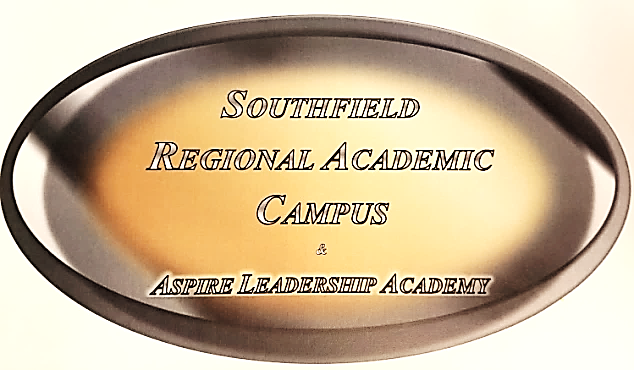 Southfield
Regional Academic
Campus
&
Aspire Leadership Academy